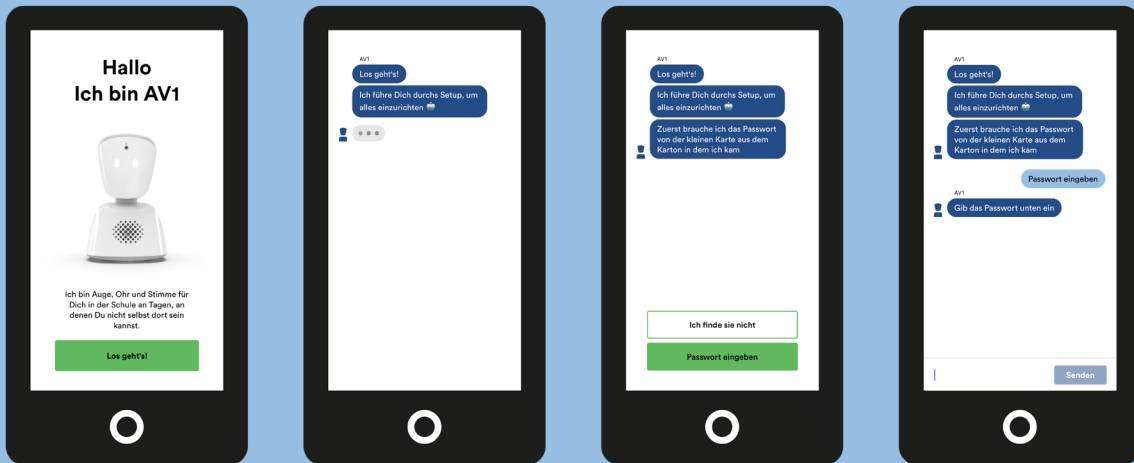 Hallo
Ich bin AV1
Ich bin Auge, Ohr und Stimme für
Dich in der Schule an Tagen, an
denen Du nicht selbst dort sein
kannst.
Los geht's!
AV1
Los geht's!
Ich führe Dich durchs Setup, um
alles einzurichten
AV1
Los geht's!
Ich führe Dich durchs Setup, um
alles einzurichten
Zuerst brauche ich das Passwort
von der kleinen Karte aus dem
Karton in dem ich kam
Ich finde sie nicht
Passwort eingeben
AV1
Los geht's!
Ich führe Dich durchs Setup, um
alles einzurichten
Zuerst brauche ich das Passwort
von der kleinen Karte aus dem
Karton in dem ich kam
Passwort eingeben
AV1
Gib das Passwort unten ein
Senden